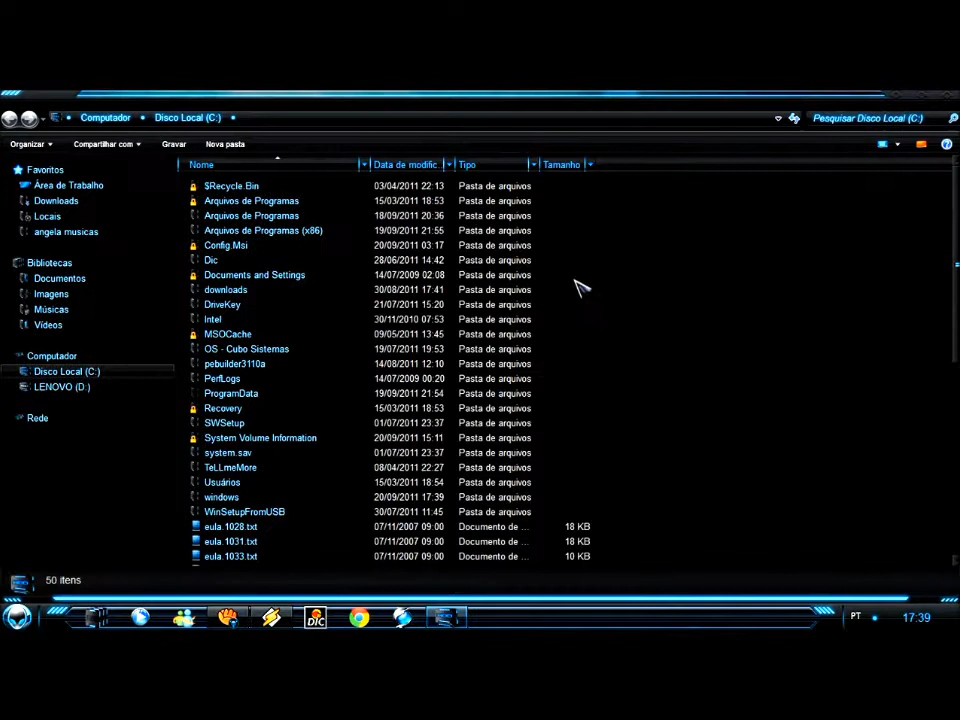 Computador Disco Local (C:) Pesquisar Disco Local (C:)
Organizar Compartilhar com Gravar Nova pasta
Favoritos
Área de Trabalho
Downloads
Locais
angela musicas
Bibliotecas
Documentos
Imagens
Músicas
Vídeos
Computador
Disco Local (C:)
LENOVO (D:)
Rede
Nome Data de modific... Tipo Tamanho
$Recycle.Bin 03/04/2011 22:13 Pasta de arquivos
Arquivos de Programas 15/03/2011 18:53 Pasta de arquivos
Arquivos de Programas 18/09/2011 20:36 Pasta de arquivos
Arquivos de Programas (x86) 19/09/2011 21:55 Pasta de arquivos
Config.Msi 20/09/2011 03:17 Pasta de arquivos
Dic 28/06/2011 14:42 Pasta de arquivos
Documents and Settings 14/07/2009 02:08 Pasta de arquivos
downloads 30/08/2011 17:41 Pasta de arquivos
DriveKey 21/07/2011 15:20 Pasta de arquivos
Intel 30/11/2010 07:53 Pasta de arquivos
MSOCache 09/05/2011 13:45 Pasta de arquivos
OS - Cubo Sistemas 19/07/2011 19:53 Pasta de arquivos
pebuilder3110a 14/08/2011 12:10 Pasta de arquivos
PerfLogs 14/07/2009 00:20 Pasta de arquivos
ProgramData 19/09/2011 21:54 Pasta de arquivos
Recovery 15/03/2011 18:53 Pasta de arquivos
SWSetup 01/07/2011 23:37 Pasta de arquivos
System Volume Information 20/09/2011 15:11 Pasta de arquivos
system.sav 01/07/2011 23:37 Pasta de arquivos
TeLLmeMore 08/04/2011 22:27 Pasta de arquivos
Usuários 15/03/2011 18:54 Pasta de arquivos
windows 20/09/2011 17:39 Pasta de arquivos
WinSetupFromUSB 30/07/2011 11:45 Pasta de arquivos
eula.1028.txt 07/11/2007 09:00 Documento de ... 18 KB
eula.1031.txt 07/11/2007 09:00 Documento de ... 18 KB
eula.1033.txt 07/11/2007 09:00 Documento de ... 10 KB
50 itens
DIC PT 17:39